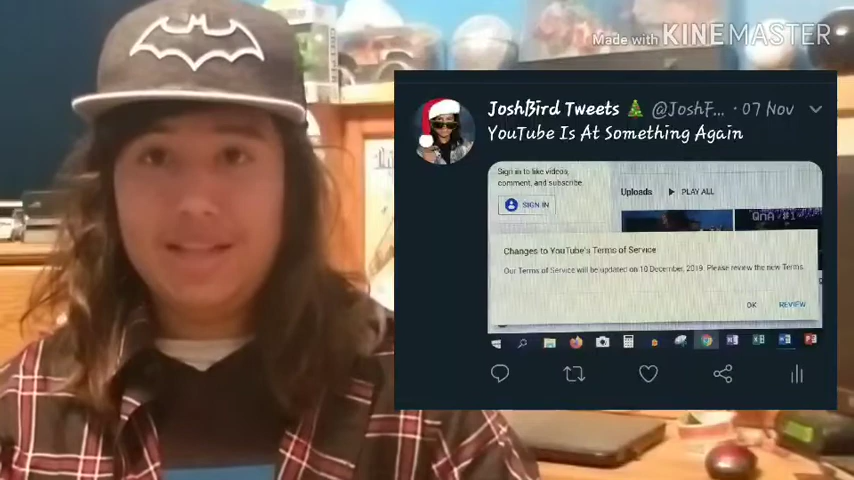 Made with KINEMASTER
JoshBird Tweets 🎄 @JoshF... · 07 Nov
YouTube Is At Something Again
Sign in to like videos,
comment, and subscribe.
SIGN IN
Uploads ▶ PLAY ALL
QnA #1
Changes to YouTube's Terms of Service
Our Terms of Service will be updated on 10 December, 2019. Please review the new Terms.
OK REVIEW